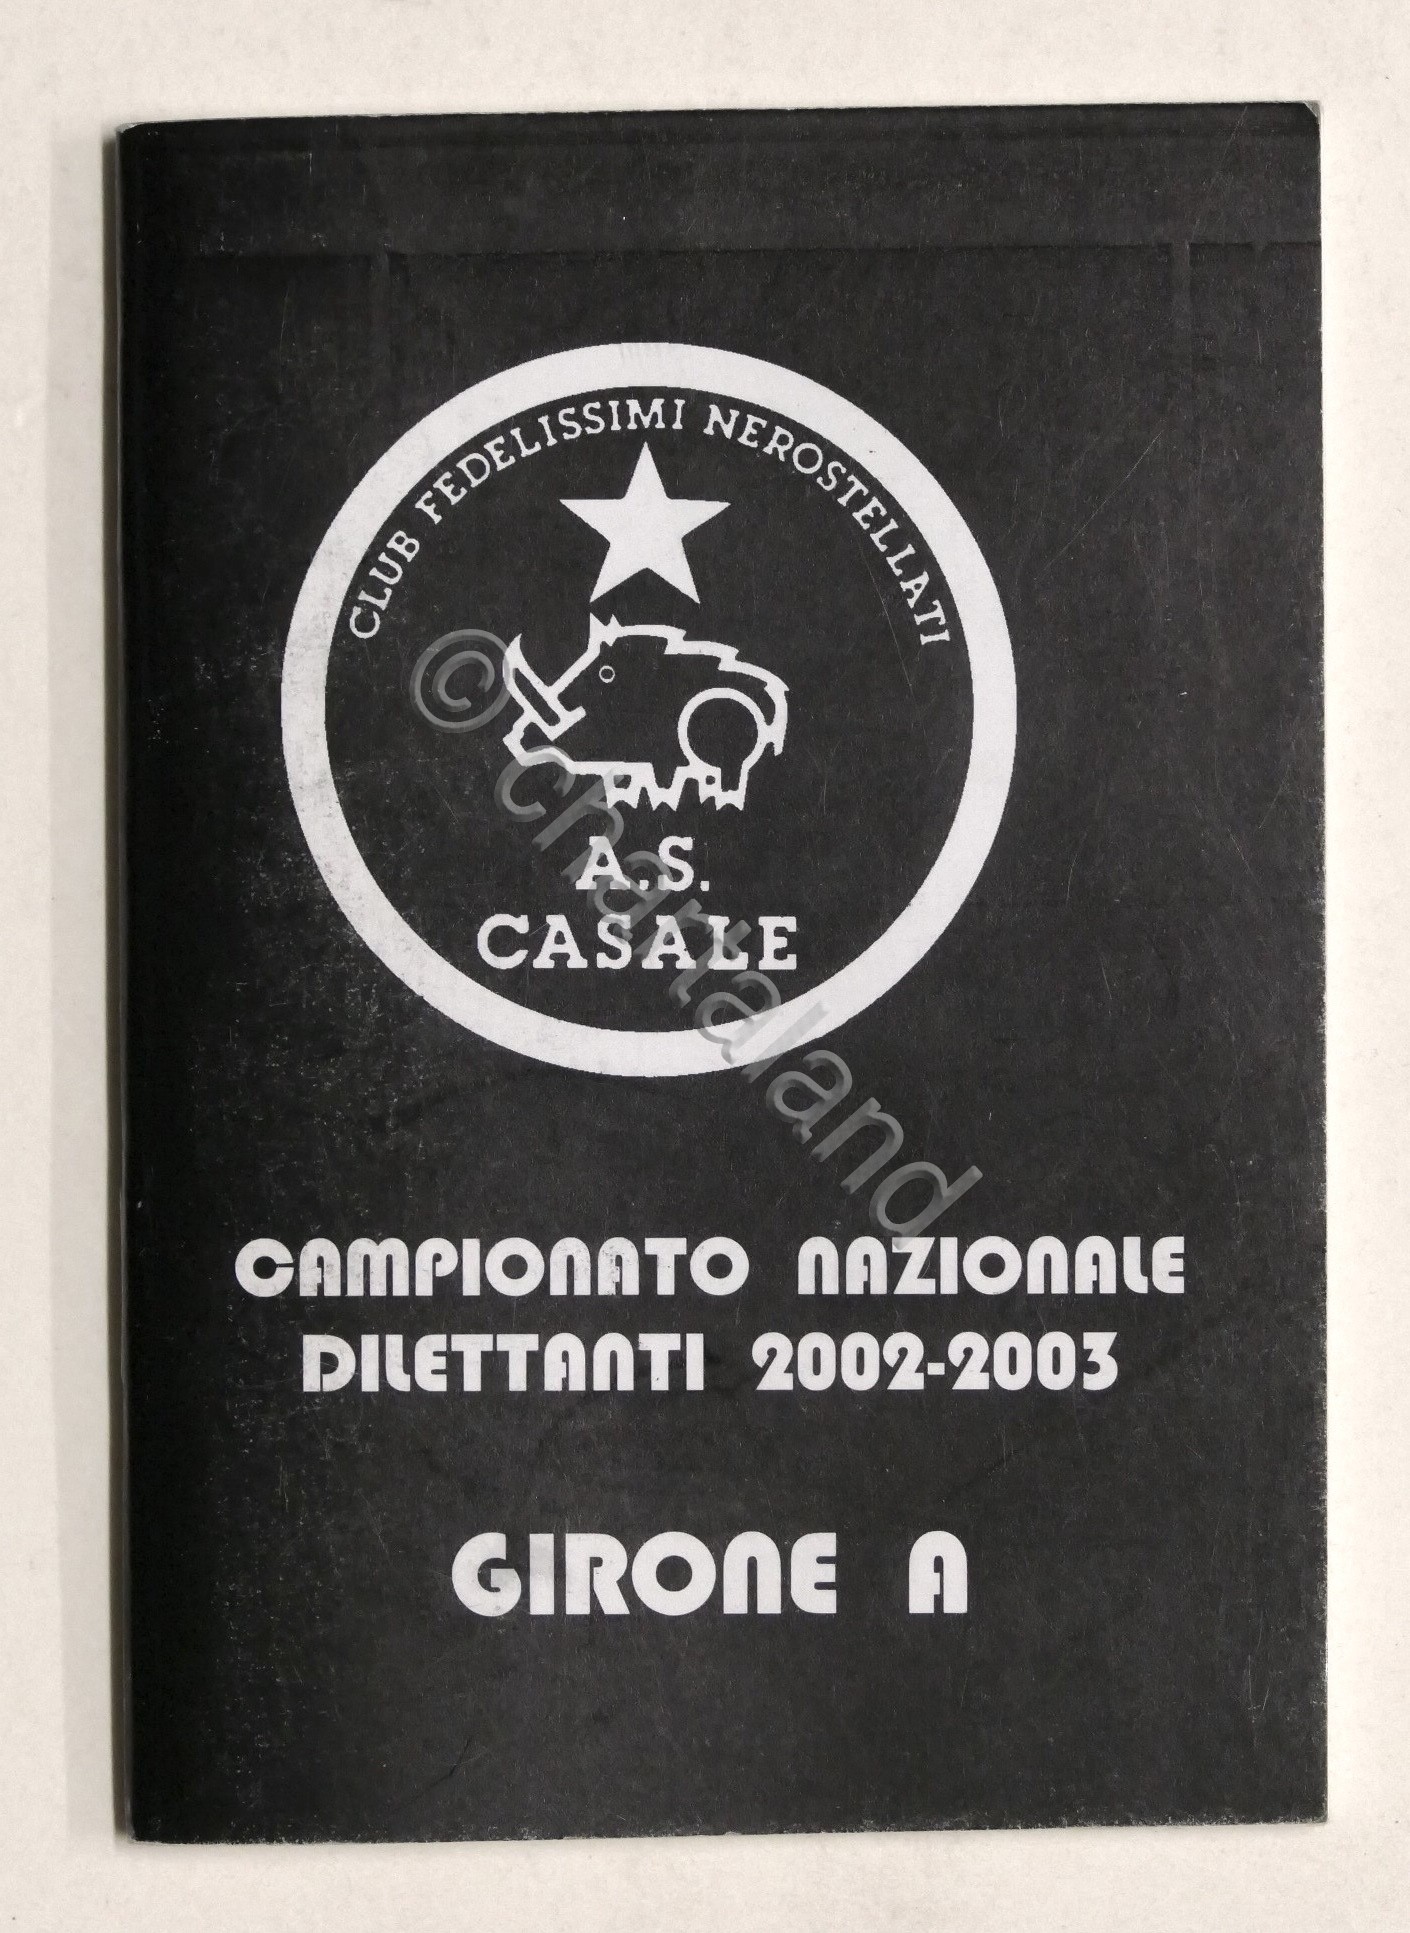 CLUB FEDELISSIMI NEROSTELLATI
A.S.
CASALE
© chartaland
CAMPIONATO NAZIONALE
DILETTANTI 2002-2003
GIRONE A